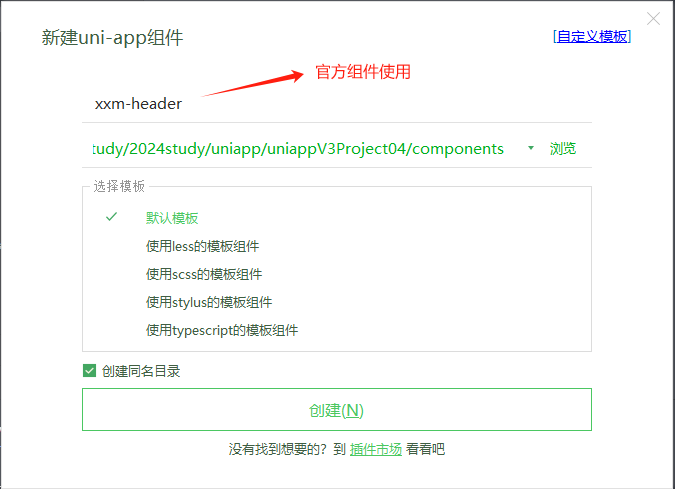 新建uni-app组件
[自定义模板]
官方组件使用
xxm-header
tudy/2024study/uniapp/uniappV3Project04/components
浏览
选择模板
默认模板
使用less的模板组件
使用scss的模板组件
使用stylus的模板组件
使用typescript的模板组件
创建同名目录
创建(N)
没有找到想要的？到 插件市场 看看吧